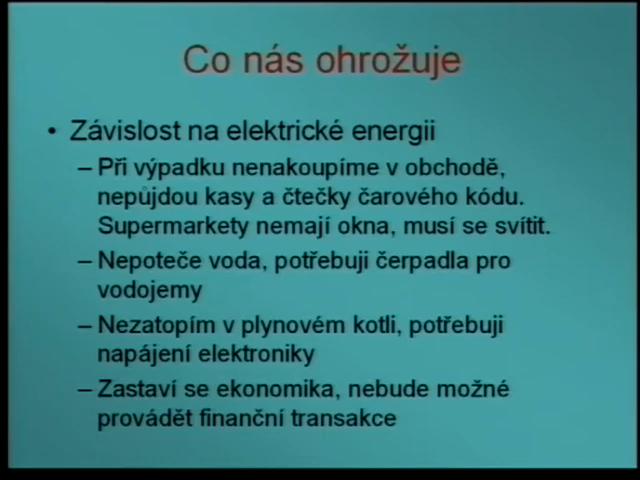 Co nás ohrožuje
• Závislost na elektrické energii
– Při výpadku nenakoupíme v obchodě,
nepůjdou kasy a čtečky čarového kódu.
Supermarkety nemají okna, musí se svítit.
– Nepoteče voda, potřebuji čerpadla pro
vodojemy
– Nezatopím v plynovém kotli, potřebuji
napájení elektroniky
– Zastaví se ekonomika, nebude možné
provádět finanční transakce